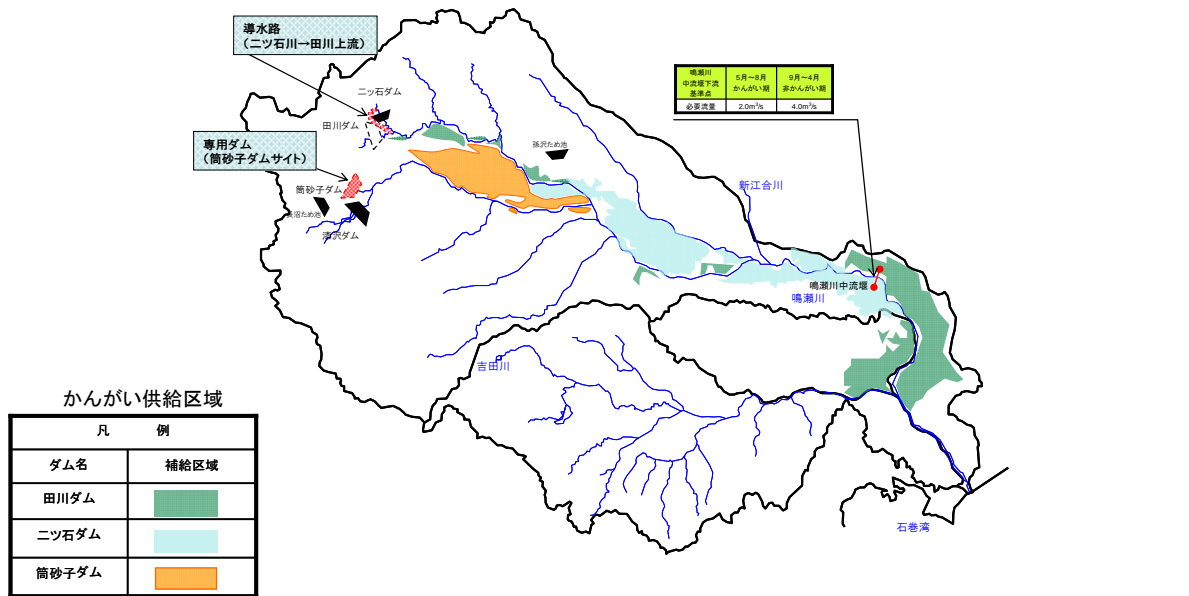 導水路
（二ツ石川→田川上流）
二ッ石ダム
田川ダム
専用ダム
（筒砂子ダムサイト）
筒砂子ダム
漆沢ダム
孫沢ため池
新江合川
鳴瀬川
中流堰下流
基準点
5月～8月
かんがい期
9月～4月
非かんがい期
必要流量
2.0m³/s
4.0m³/s
鳴瀬川中流堰
鳴瀬川
吉田川
石巻湾
かんがい供給区域
凡　例
ダム名
補給区域
田川ダム
二ツ石ダム
筒砂子ダム